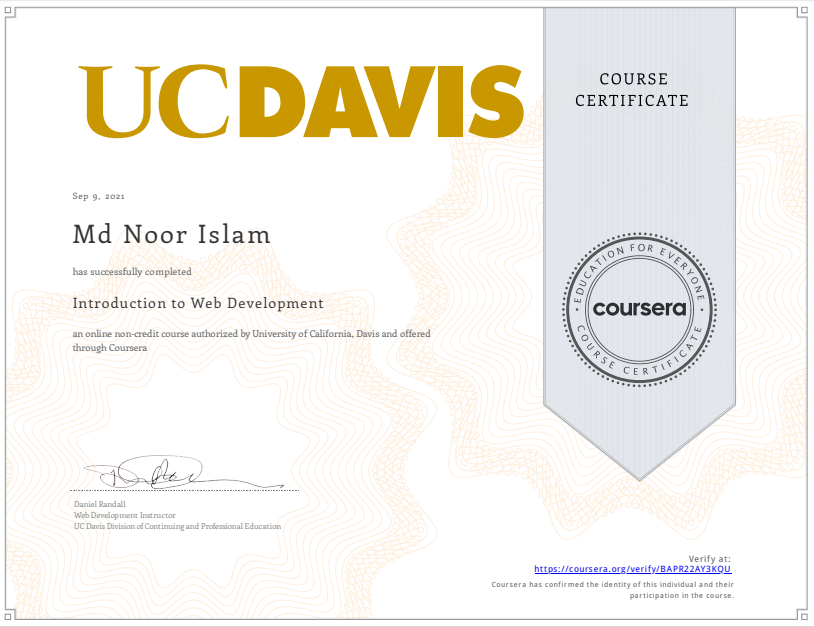 UCDAVIS
COURSE
CERTIFICATE
Sep 9, 2021
Md Noor Islam
has successfully completed
Introduction to Web Development
an online non-credit course authorized by University of California, Davis and offered
through Coursera
EDUCATION FOR EVERYONE
coursera
COURSE CERTIFICATE
Daniel Randall
Web Development Instructor
UC Davis Division of Continuing and Professional Education
Verify at:
https://coursera.org/verify/BAPR22AY3KQU
Coursera has confirmed the identity of this individual and their
participation in the course.